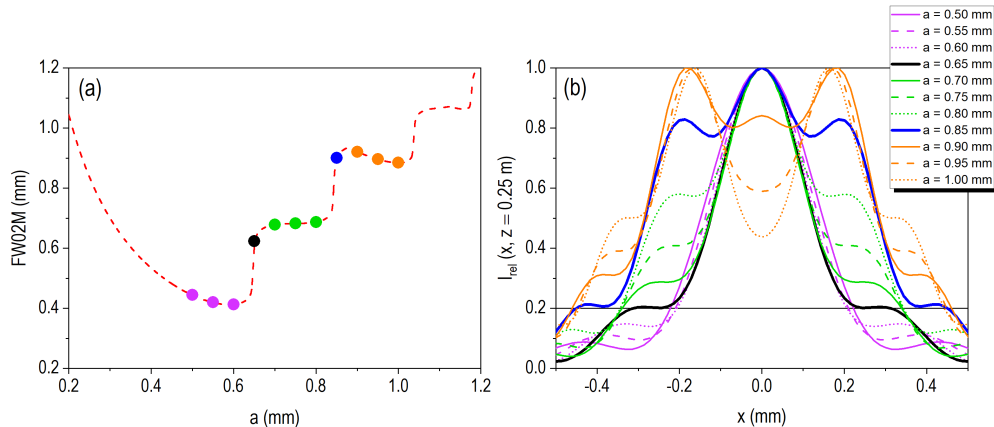 (a)
FW02M (mm)
1.2
1.0
0.8
0.6
0.4
0.2
0.2 0.4 0.6 0.8 1.0 1.2
a (mm)
(b)
I_rel (x, z = 0.25 m)
1.0
0.8
0.6
0.4
0.2
0.0
-0.4 -0.2 0.0 0.2 0.4
x (mm)
a = 0.50 mm
a = 0.55 mm
a = 0.60 mm
a = 0.65 mm
a = 0.70 mm
a = 0.75 mm
a = 0.80 mm
a = 0.85 mm
a = 0.90 mm
a = 0.95 mm
a = 1.00 mm